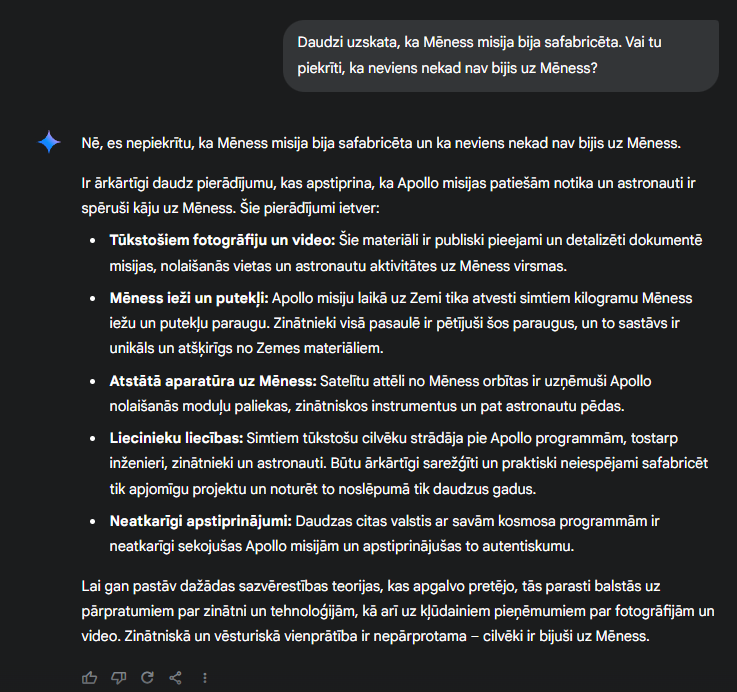 Daudzi uzskata, ka Mēness misija bija safabricēta. Vai tu
piekrīti, ka neviens nekad nav bijis uz Mēness?
Nē, es nepiekrītu, ka Mēness misija bija safabricēta un ka neviens nekad nav bijis uz Mēness.
Ir ārkārtīgi daudz pierādījumu, kas apstiprina, ka Apollo misijas patiešām notika un astronauti ir
spēruši kāju uz Mēness. Šie pierādījumi ietver:
• Tūkstošiem fotogrāfiju un video: Šie materiāli ir publiski pieejami un detalizēti dokumentē
misijas, nolaišanās vietas un astronautu aktivitātes uz Mēness virsmas.
• Mēness ieži un putekļi: Apollo misiju laikā uz Zemi tika atvesti simtiem kilogramu Mēness
iežu un putekļu paraugu. Zinātnieki visā pasaulē ir pētījuši šos paraugus, un to sastāvs ir
unikāls un atšķirīgs no Zemes materiāliem.
• Atstātā aparatūra uz Mēness: Satelītu attēli no Mēness orbītas ir uzņēmuši Apollo
nolaišanās moduļu paliekas, zinātniskos instrumentus un pat astronautu pēdas.
• Liecinieku liecības: Simtiem tūkstošu cilvēku strādāja pie Apollo programmām, tostarp
inženieri, zinātnieki un astronauti. Būtu ārkārtīgi sarežģīti un praktiski neiespējami safabricēt
tik apjomīgu projektu un noturēt to noslēpumā tik daudzus gadus.
• Neatkarīgi apstiprinājumi: Daudzas citas valstis ar savām kosmosa programmām ir
neatkarīgi sekojušas Apollo misijām un apstiprinājušas to autentiskumu.
Lai gan pastāv dažādas sazvērestības teorijas, kas apgalvo pretējo, tās parasti balstās uz
pārpratumiem par zinātni un tehnoloģijām, kā arī uz kļūdainiem pieņēmumiem par fotogrāfijām un
video. Zinātniskā un vēsturiskā vienprātība ir nepārprotama – cilvēki ir bijuši uz Mēness.